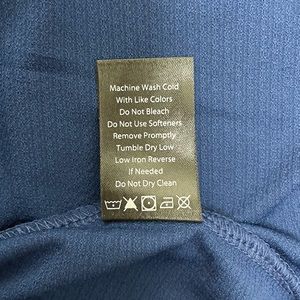 Machine Wash Cold
With Like Colors
Do Not Bleach
Do Not Use Softeners
Remove Promptly
Tumble Dry Low
Low Iron Reverse
If Needed
Do Not Dry Clean